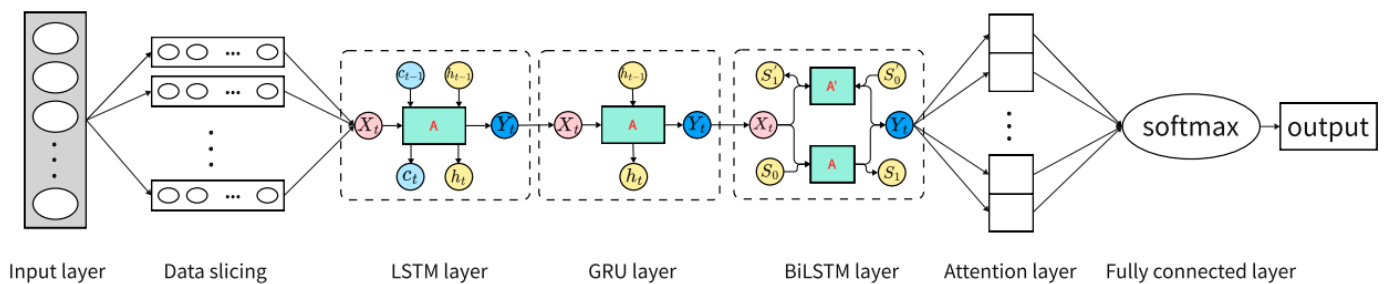 c_{t-1} h_{t-1}
X_t A Y_t
c_t h_t
h_{t-1}
X_t A Y_t
h_t
S'_1 A' S'_0
X_t Y_t
S_0 A S_1
softmax
output
Input layer
Data slicing
LSTM layer
GRU layer
BiLSTM layer
Attention layer
Fully connected layer